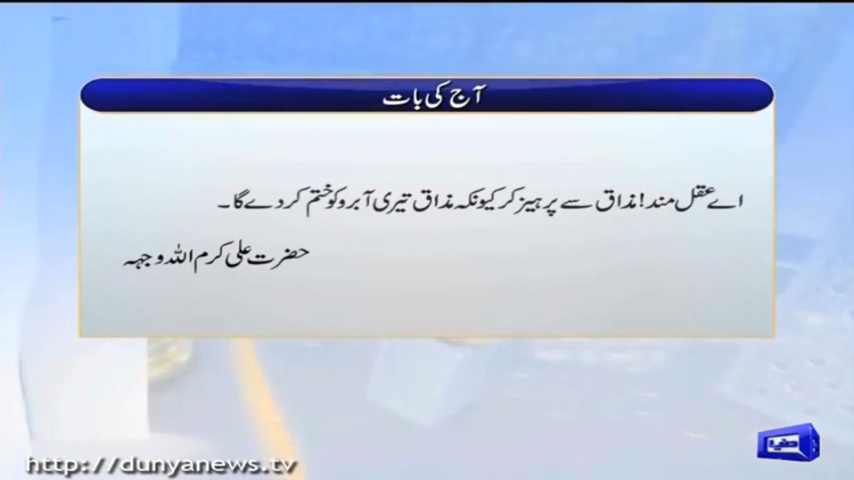 آج کی بات
اے عقل مند! مذاق سے پرہیز کر کیونکہ مذاق تیری آبرو کو ختم کر دے گا۔
حضرت علی کرم اللہ وجہہ
دنیا
http://dunyanews.tv